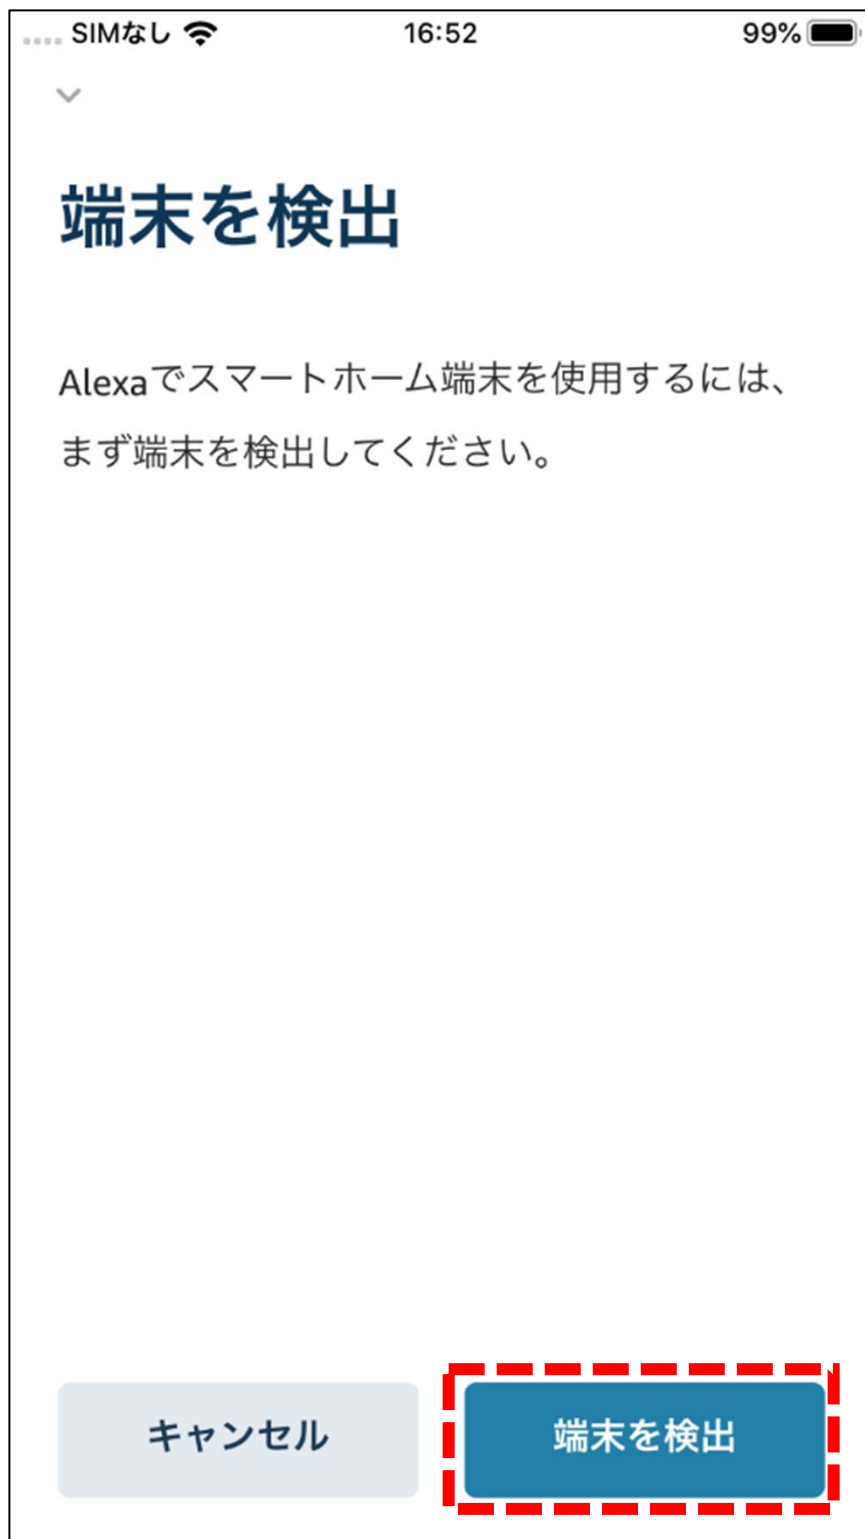 SIMなし 16:52 99%
端末を検出
Alexaでスマートホーム端末を使用するには、
まず端末を検出してください。
キャンセル 端末を検出